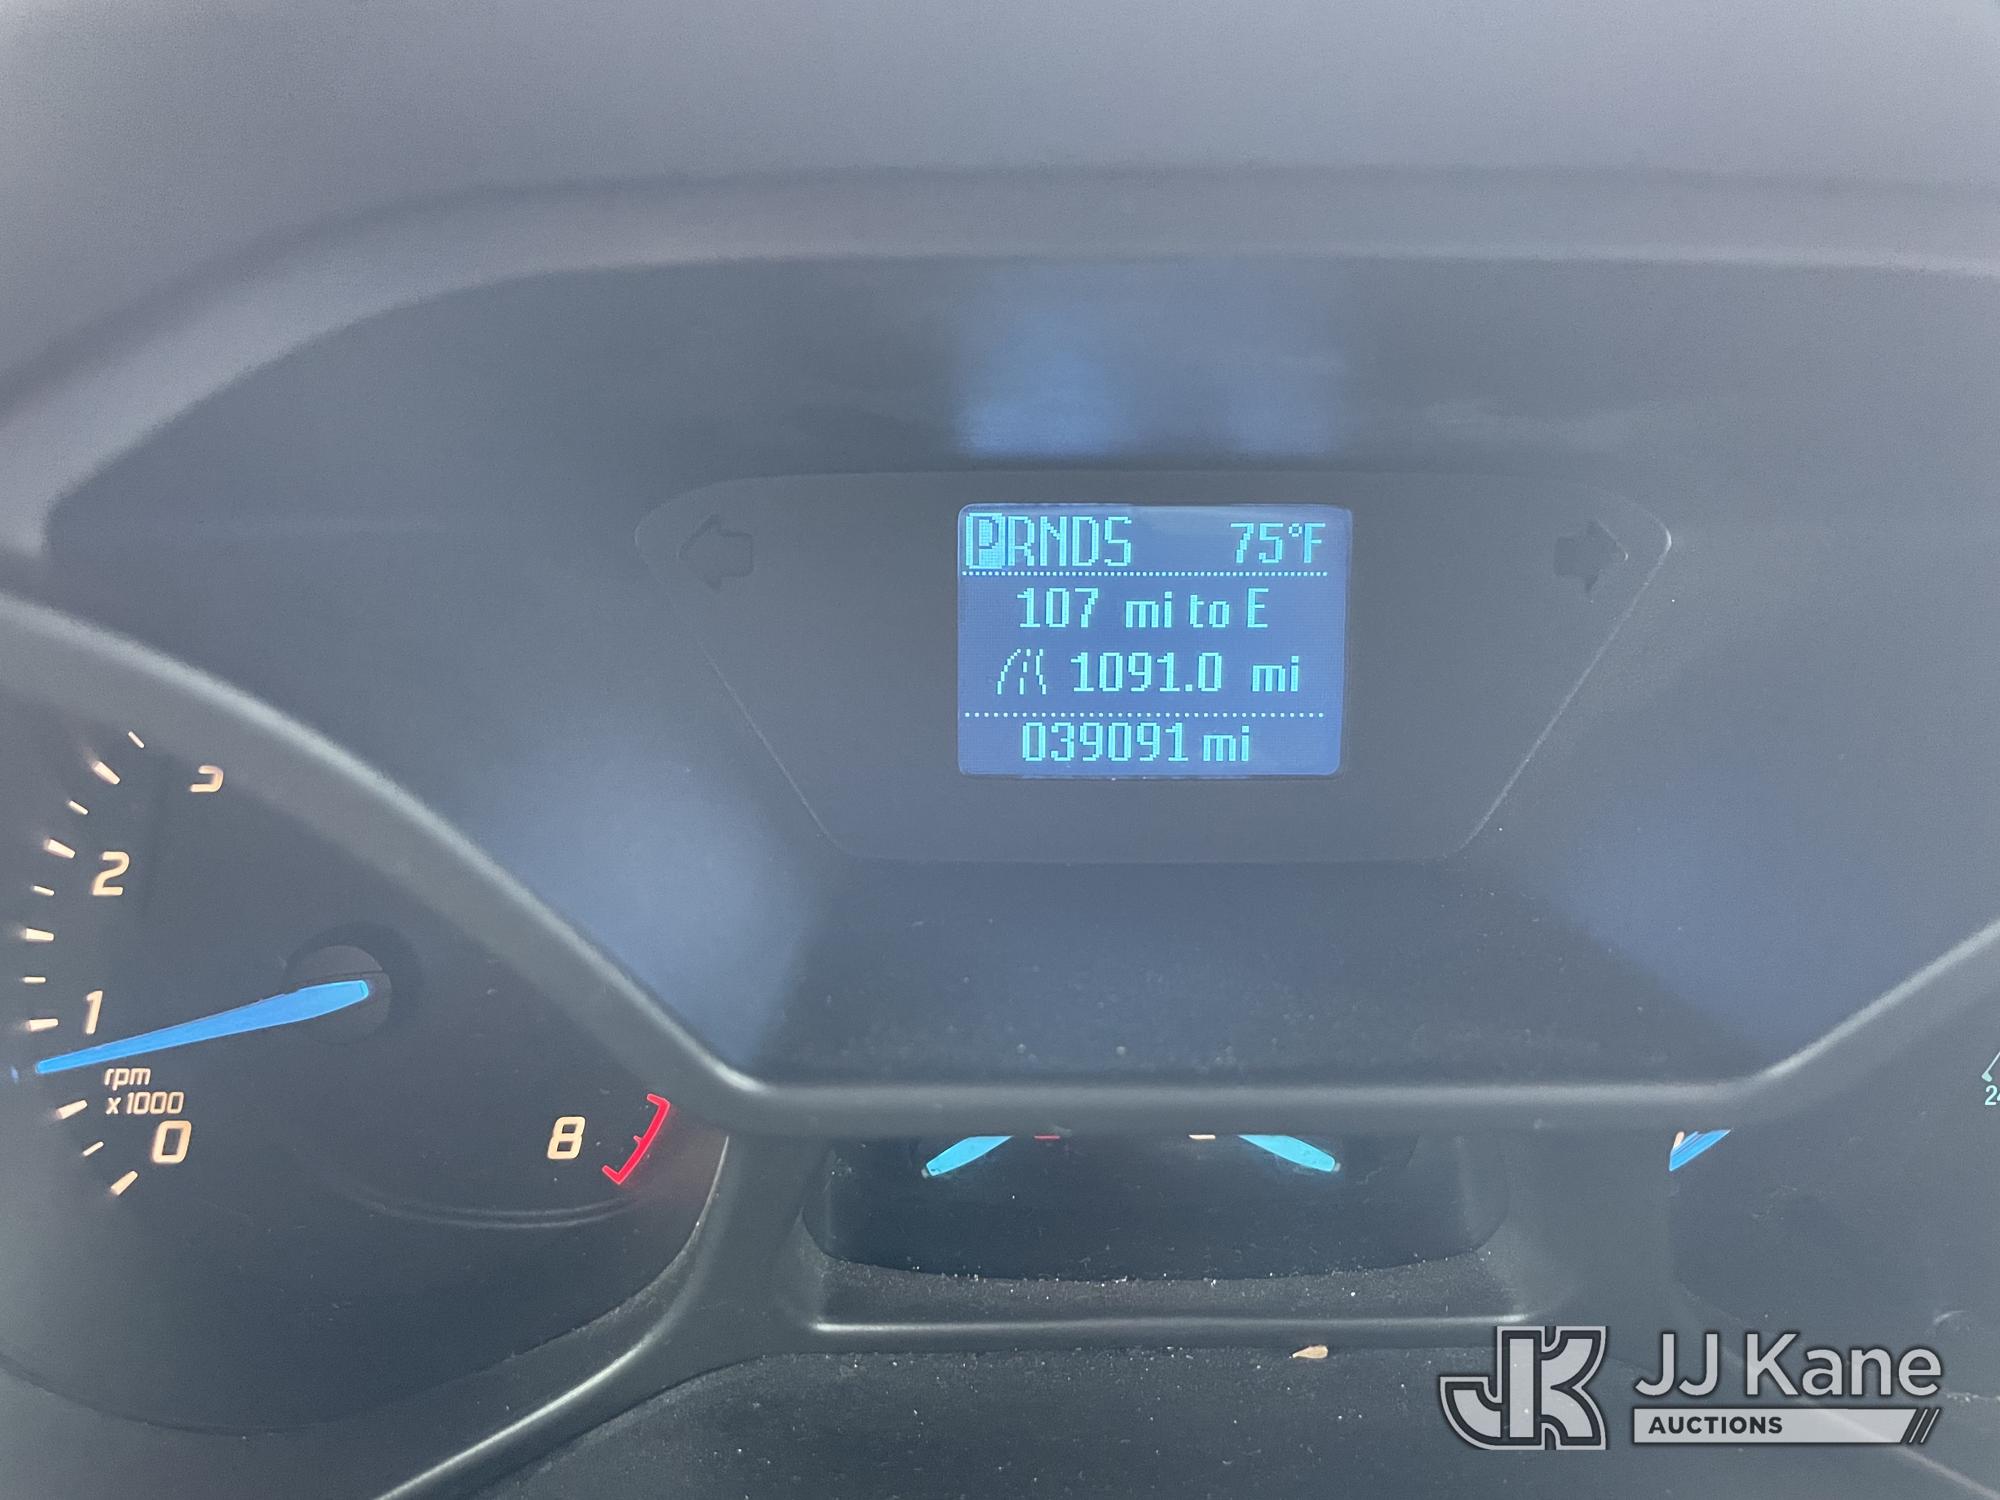 PRNDS 75°F
107 mi to E
1091.0 mi
039091 mi
2
1
rpm
x1000
0
8
JJ Kane
AUCTIONS